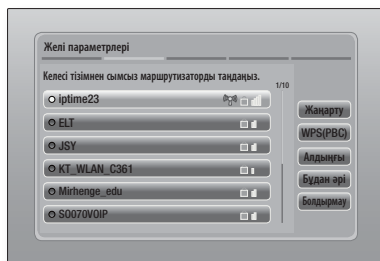 Желі параметрлері
Келесі тізімнен сымсыз маршрутизаторды таңдаңыз.
1/10
iptime23
ELT
JSY
KT_WLAN_C361
Mirhenge_edu
SO070VOIP
Жаңарту
WPS(PBC)
Алдыңғы
Бұдан әрі
Болдырмау